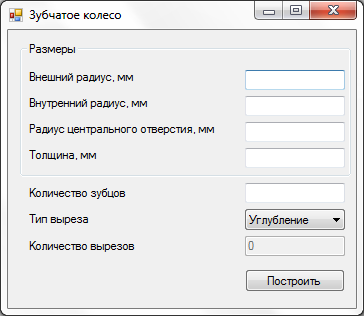 Зубчатое колесо
Размеры
Внешний радиус, мм
Внутренний радиус, мм
Радиус центрального отверстия, мм
Толщина, мм
Количество зубцов
Тип выреза Углубление
Количество вырезов 0
Построить